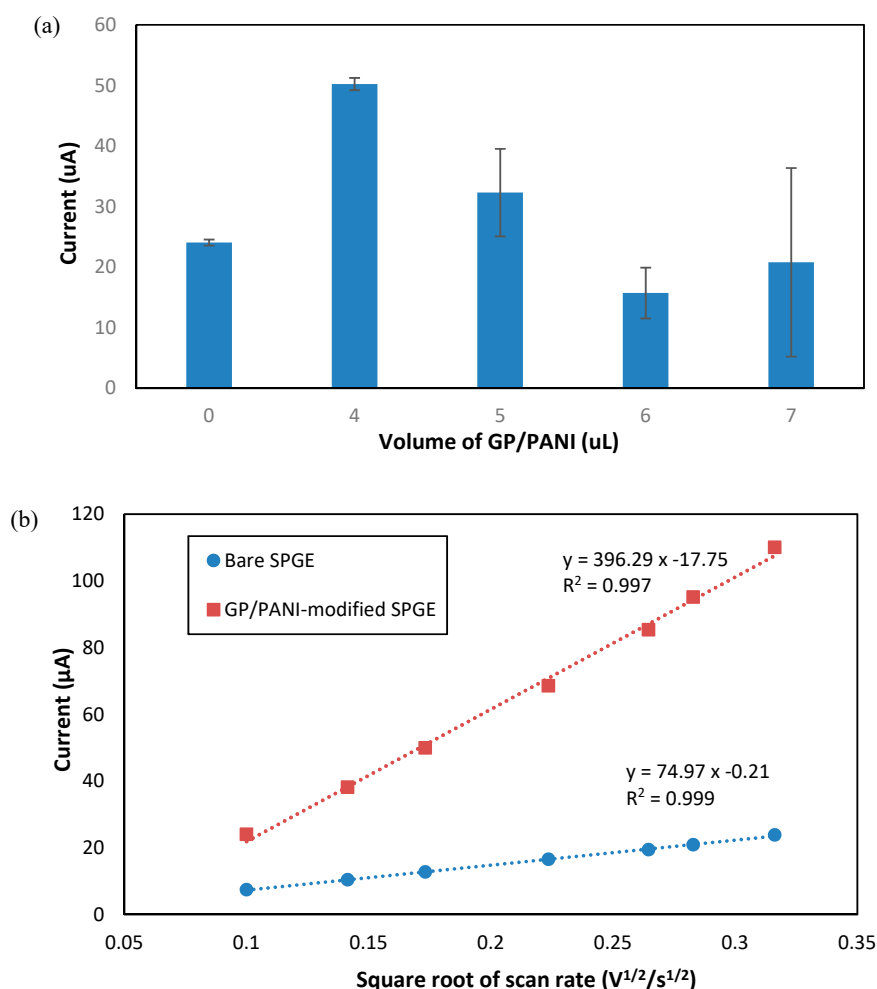 (a)
60
50
40
30
20
10
0
Current (uA)
0 4 5 6 7
Volume of GP/PANI (uL)
(b)
120
100
80
60
40
20
0
Current (µA)
Bare SPGE
GP/PANI-modified SPGE
y = 396.29 x -17.75
R² = 0.997
y = 74.97 x -0.21
R² = 0.999
0.05 0.1 0.15 0.2 0.25 0.3 0.35
Square root of scan rate (V^1/2/s^1/2)